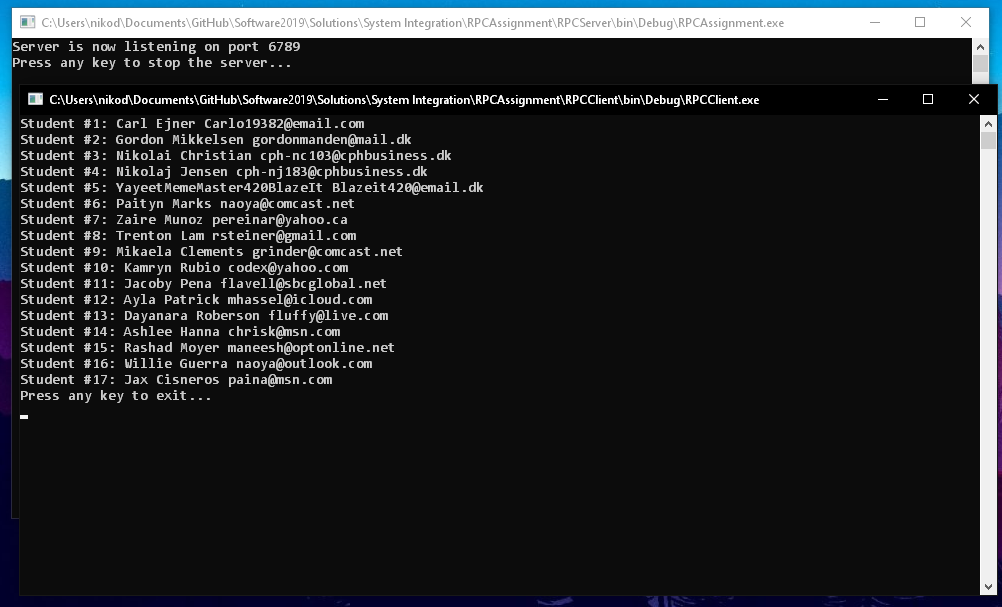 C:\Users\nikod\Documents\GitHub\Software2019\Solutions\System Integration\RPCAssignment\RPCServer\bin\Debug\RPCAssignment.exe
Server is now listening on port 6789
Press any key to stop the server...
C:\Users\nikod\Documents\GitHub\Software2019\Solutions\System Integration\RPCAssignment\RPCClient\bin\Debug\RPCClient.exe
Student #1: Carl Ejner Carlo19382@email.com
Student #2: Gordon Mikkelsen gordonmanden@mail.dk
Student #3: Nikolai Christian cph-nc103@cphbusiness.dk
Student #4: Nikolaj Jensen cph-nj183@cphbusiness.dk
Student #5: YayeetMemeMaster420BlazeIt Blazeit420@email.dk
Student #6: Paityn Marks naoya@comcast.net
Student #7: Zaire Munoz pereinar@yahoo.ca
Student #8: Trenton Lam rsteiner@gmail.com
Student #9: Mikaela Clements grinder@comcast.net
Student #10: Kamryn Rubio codex@yahoo.com
Student #11: Jacoby Pena flavell@sbcglobal.net
Student #12: Ayla Patrick mhassel@icloud.com
Student #13: Dayanara Roberson fluffy@live.com
Student #14: Ashlee Hanna chrisk@msn.com
Student #15: Rashad Moyer maneesh@optonline.net
Student #16: Willie Guerra naoya@outlook.com
Student #17: Jax Cisneros paina@msn.com
Press any key to exit...